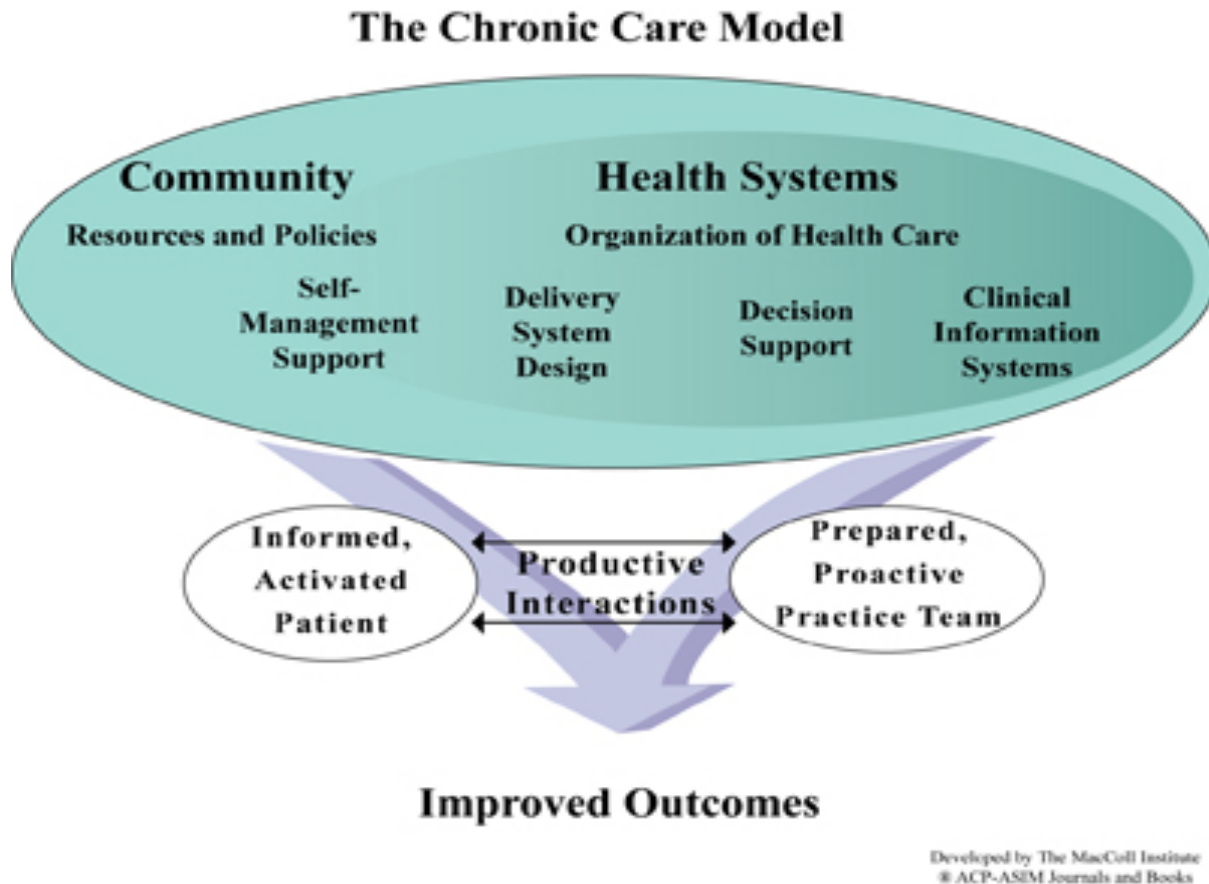 The Chronic Care Model
Community
Health Systems
Resources and Policies
Organization of Health Care
Self-
Management
Support
Delivery
System
Design
Decision
Support
Clinical
Information
Systems
Informed,
Activated
Patient
Productive
Interactions
Prepared,
Proactive
Practice Team
Improved Outcomes
Developed by The MacColl Institute
® ACP-ASIM Journals and Books